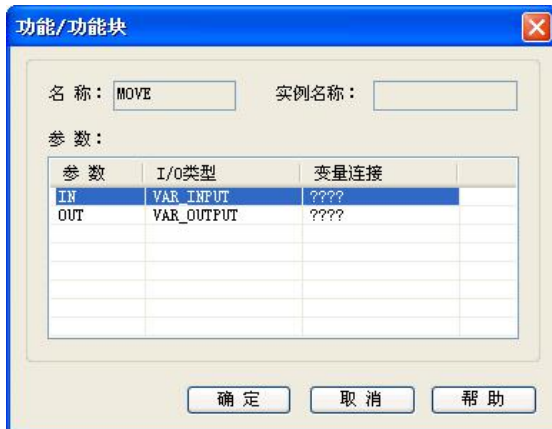 功能/功能块
名 称： MOVE 实例名称：
参 数：
参 数 I/O类型 变量连接
IN VAR_INPUT ????
OUT VAR_OUTPUT ????
确 定 取 消 帮 助